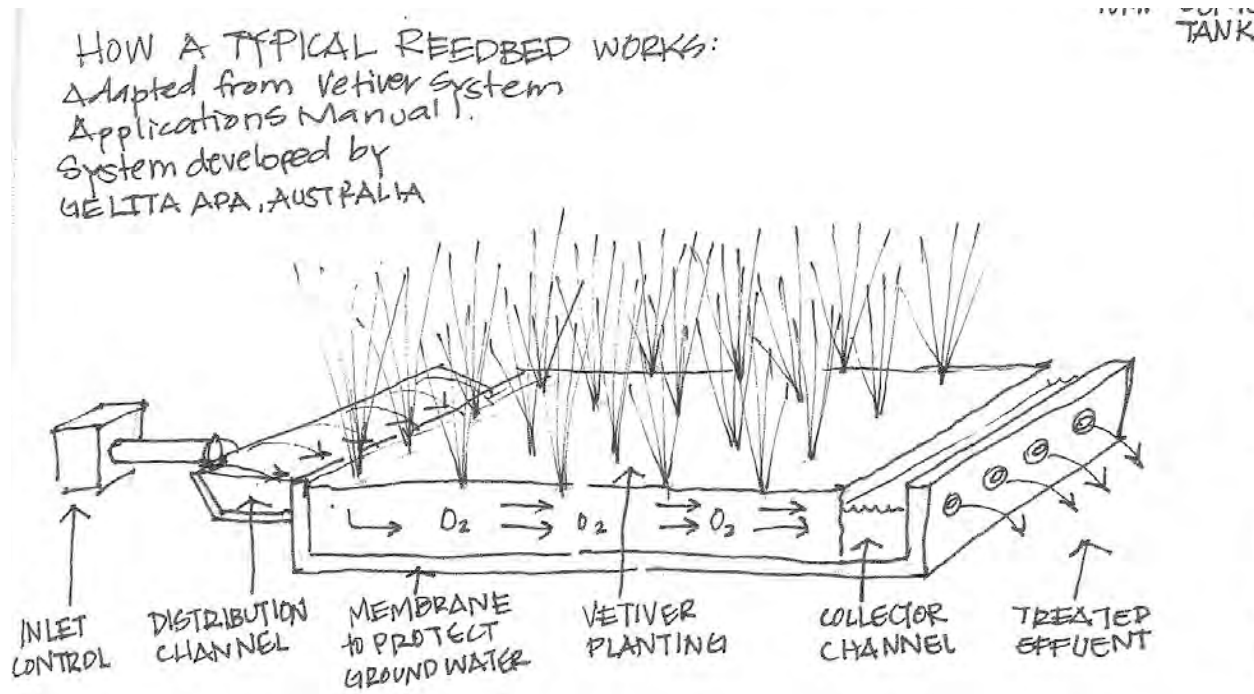 HOW A TYPICAL REEDBED WORKS:
Adapted from Vetiver System
Applications Manual).
System developed by
GELITA APA, AUSTRALIA
TANK
O2
O2
O2
INLET
CONTROL
DISTRIBUTION
CHANNEL
MEMBRANE
to PROTECT
GROUND WATER
VETIVER
PLANTING
COLLECTOR
CHANNEL
TREATED
EFFUENT